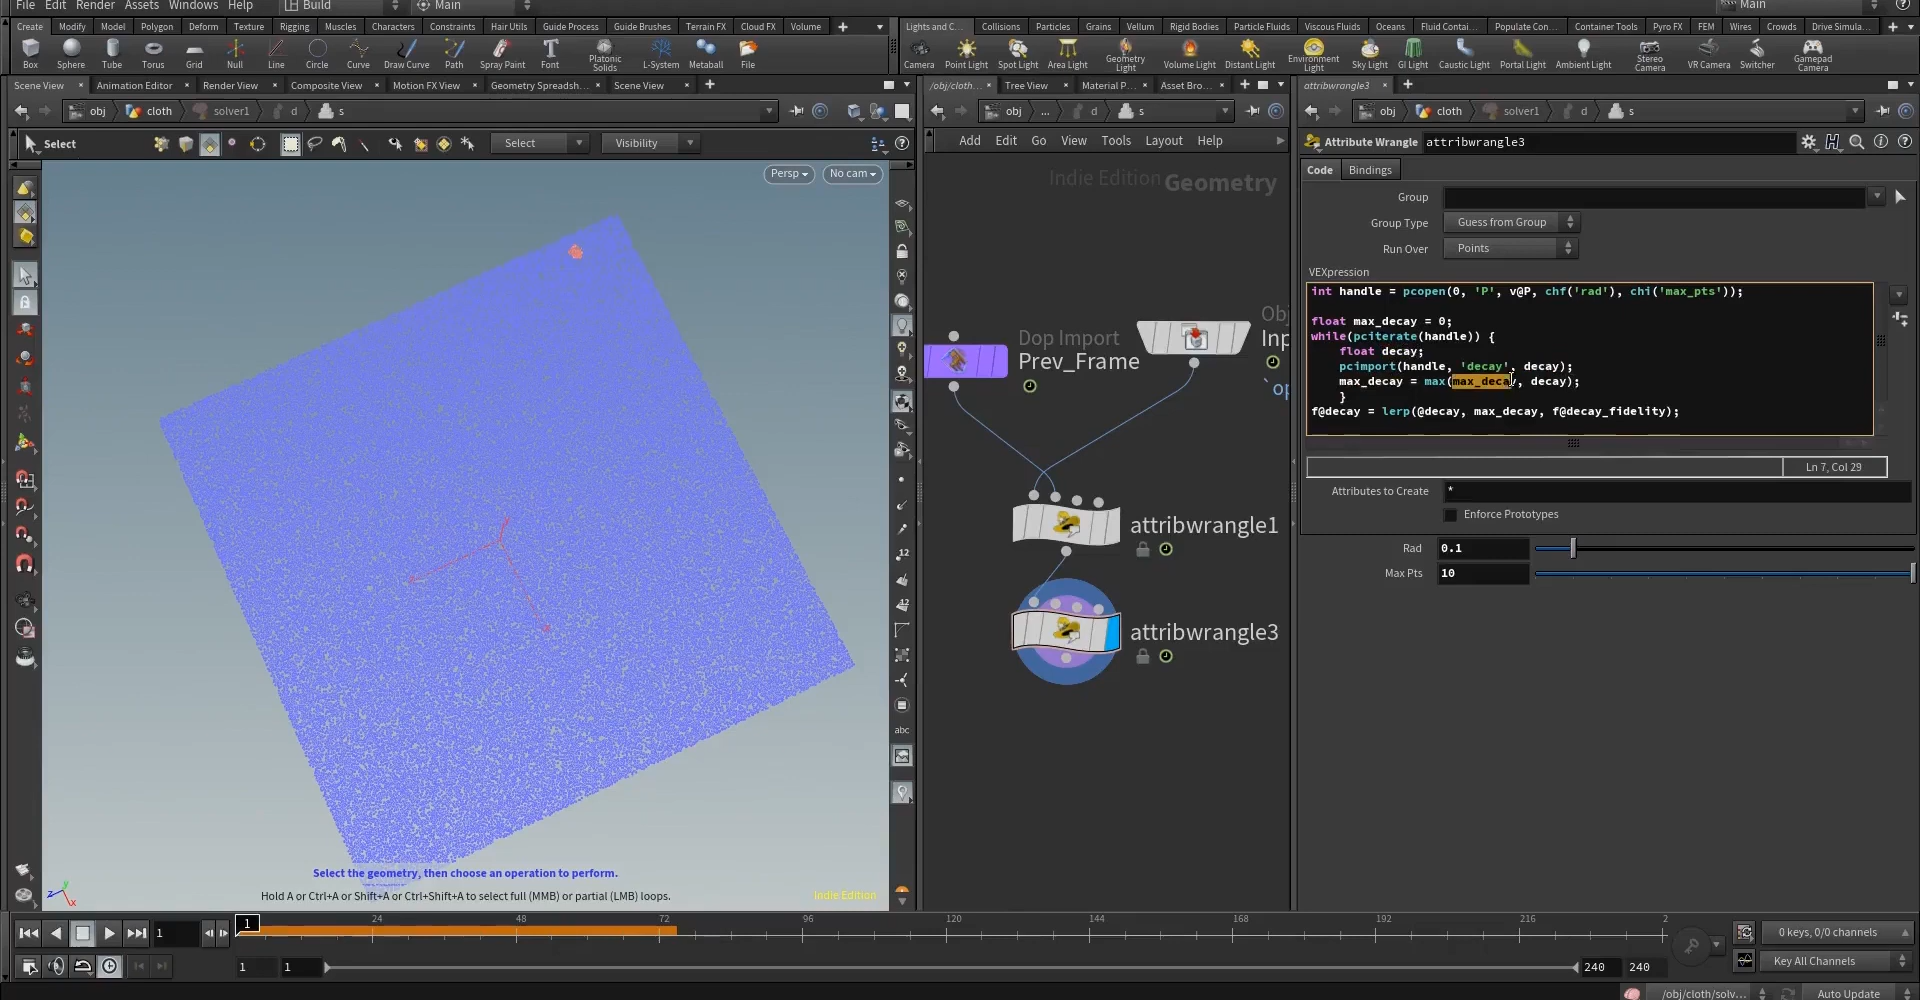 File Edit Render Assets Windows Help Build Main Main
Create Modify Model Polygon Deform Texture Rigging Muscles Characters Constraints Hair Utils Guide Process Guide Brushes Terrain FX Cloud FX Volume
Lights and C... Collisions Particles Grains Vellum Rigid Bodies Particle Fluids Viscous Fluids Oceans Fluid Contai... Populate Con... Container Tools Pyro FX FEM Wires Crowds Drive Simula...
Box Sphere Tube Torus Grid Null Line Circle Curve Draw Curve Path Spray Paint Font Platonic Solids L-System Metaball File
Camera Point Light Spot Light Area Light Geometry Light Volume Light Distant Light Environment Light Sky Light GI Light Caustic Light Portal Light Ambient Light Stereo Camera VR Camera Switcher Gamepad Camera
Scene View Animation Editor Render View Composite View Motion FX View Geometry Spreadsh... Scene View
/obj/cloth... Tree View Material P... Asset Bro...
attribwrangle3
obj cloth solver1 d s
obj ... d s
obj cloth solver1 d s
Select Select Visibility
Add Edit Go View Tools Layout Help
Attribute Wrangle attribwrangle3
Persp No cam
Indie Edition Geometry
Code Bindings
Group
Group Type Guess from Group
Run Over Points
VEXpression
int handle = pcopen(0, 'P', v@P, chf('rad'), chi('max_pts'));
float max_decay = 0;
while(pciterate(handle)) {
float decay;
pcimport(handle, 'decay', decay);
max_decay = max(max_decay, decay);
}
f@decay = lerp(@decay, max_decay, f@decay_fidelity);
Ln 7, Col 29
Attributes to Create *
Enforce Prototypes
Rad 0.1
Max Pts 10
Dop Import
Prev_Frame
Obj
Inp
`op
attribwrangle1
attribwrangle3
12
12
abc
Select the geometry, then choose an operation to perform.
Hold A or Ctrl+A or Shift+A or Ctrl+Shift+A to select full (MMB) or partial (LMB) loops.
Indie Edition
z y x
1 1 24 48 72 96 120 144 168 192 216 2
0 keys, 0/0 channels
1 1 240 240 Key All Channels
/obj/cloth/solv... Auto Update